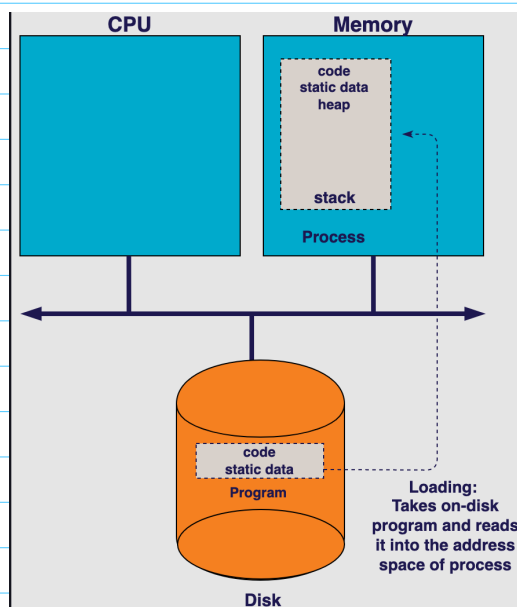 CPU
Memory
code
static data
heap
stack
Process
code
static data
Program
Loading:
Takes on-disk
program and reads
it into the address
space of process
Disk